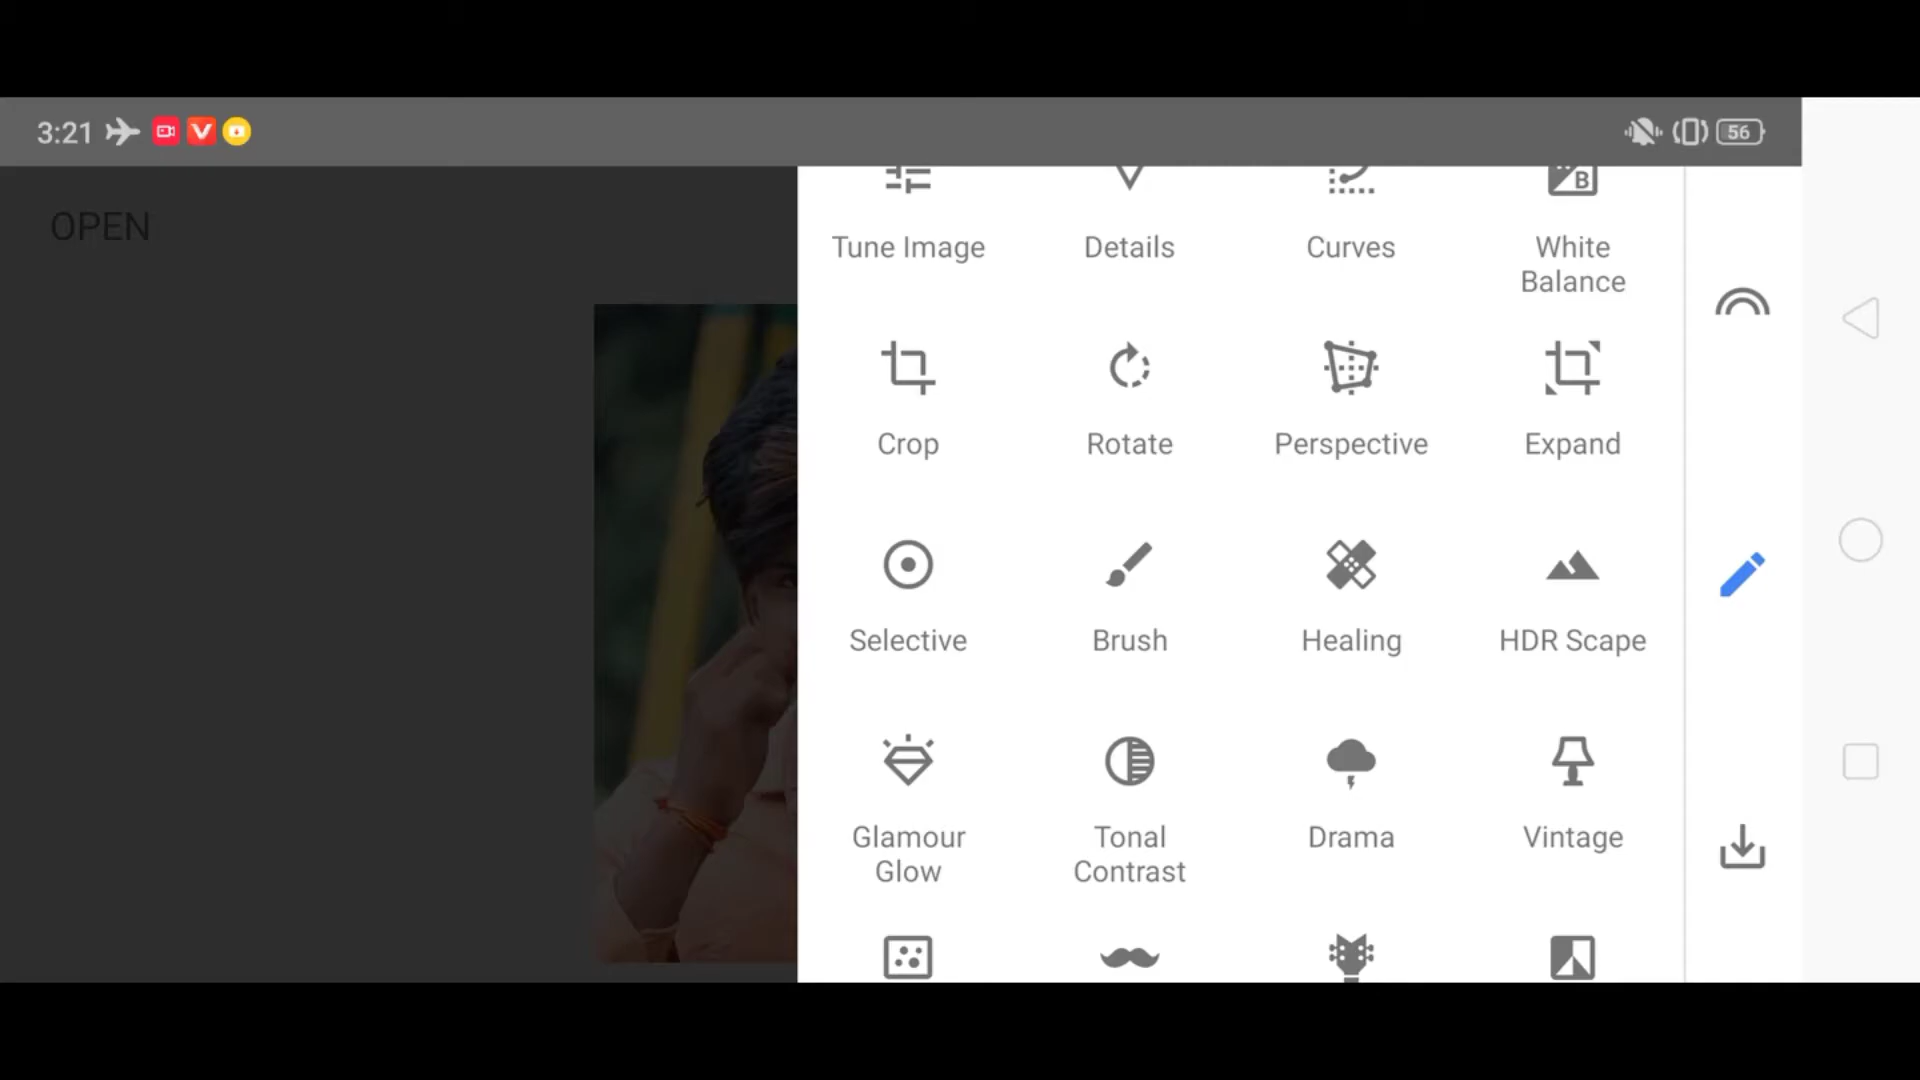 3:21
56
OPEN
Tune Image
Details
Curves
White
Balance
Crop
Rotate
Perspective
Expand
Selective
Brush
Healing
HDR Scape
Glamour
Glow
Tonal
Contrast
Drama
Vintage